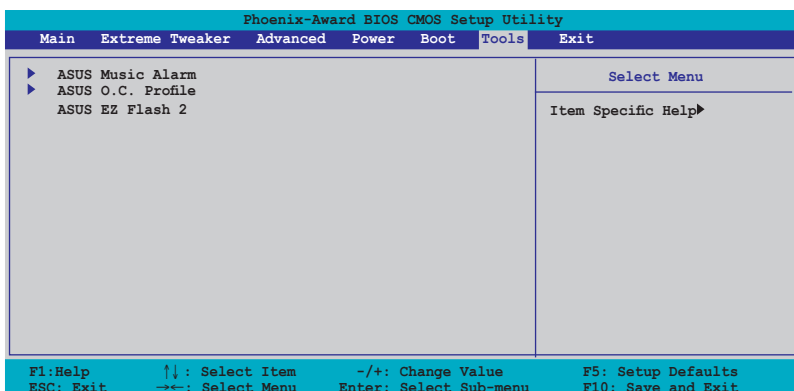 Phoenix-Award BIOS CMOS Setup Utility
Main Extreme Tweaker Advanced Power Boot Tools Exit
ASUS Music Alarm
ASUS O.C. Profile
ASUS EZ Flash 2
Select Menu
Item Specific Help
F1:Help ↑↓ : Select Item -/+: Change Value F5: Setup Defaults
ESC: Exit →←: Select Menu Enter: Select Sub-menu F10: Save and Exit